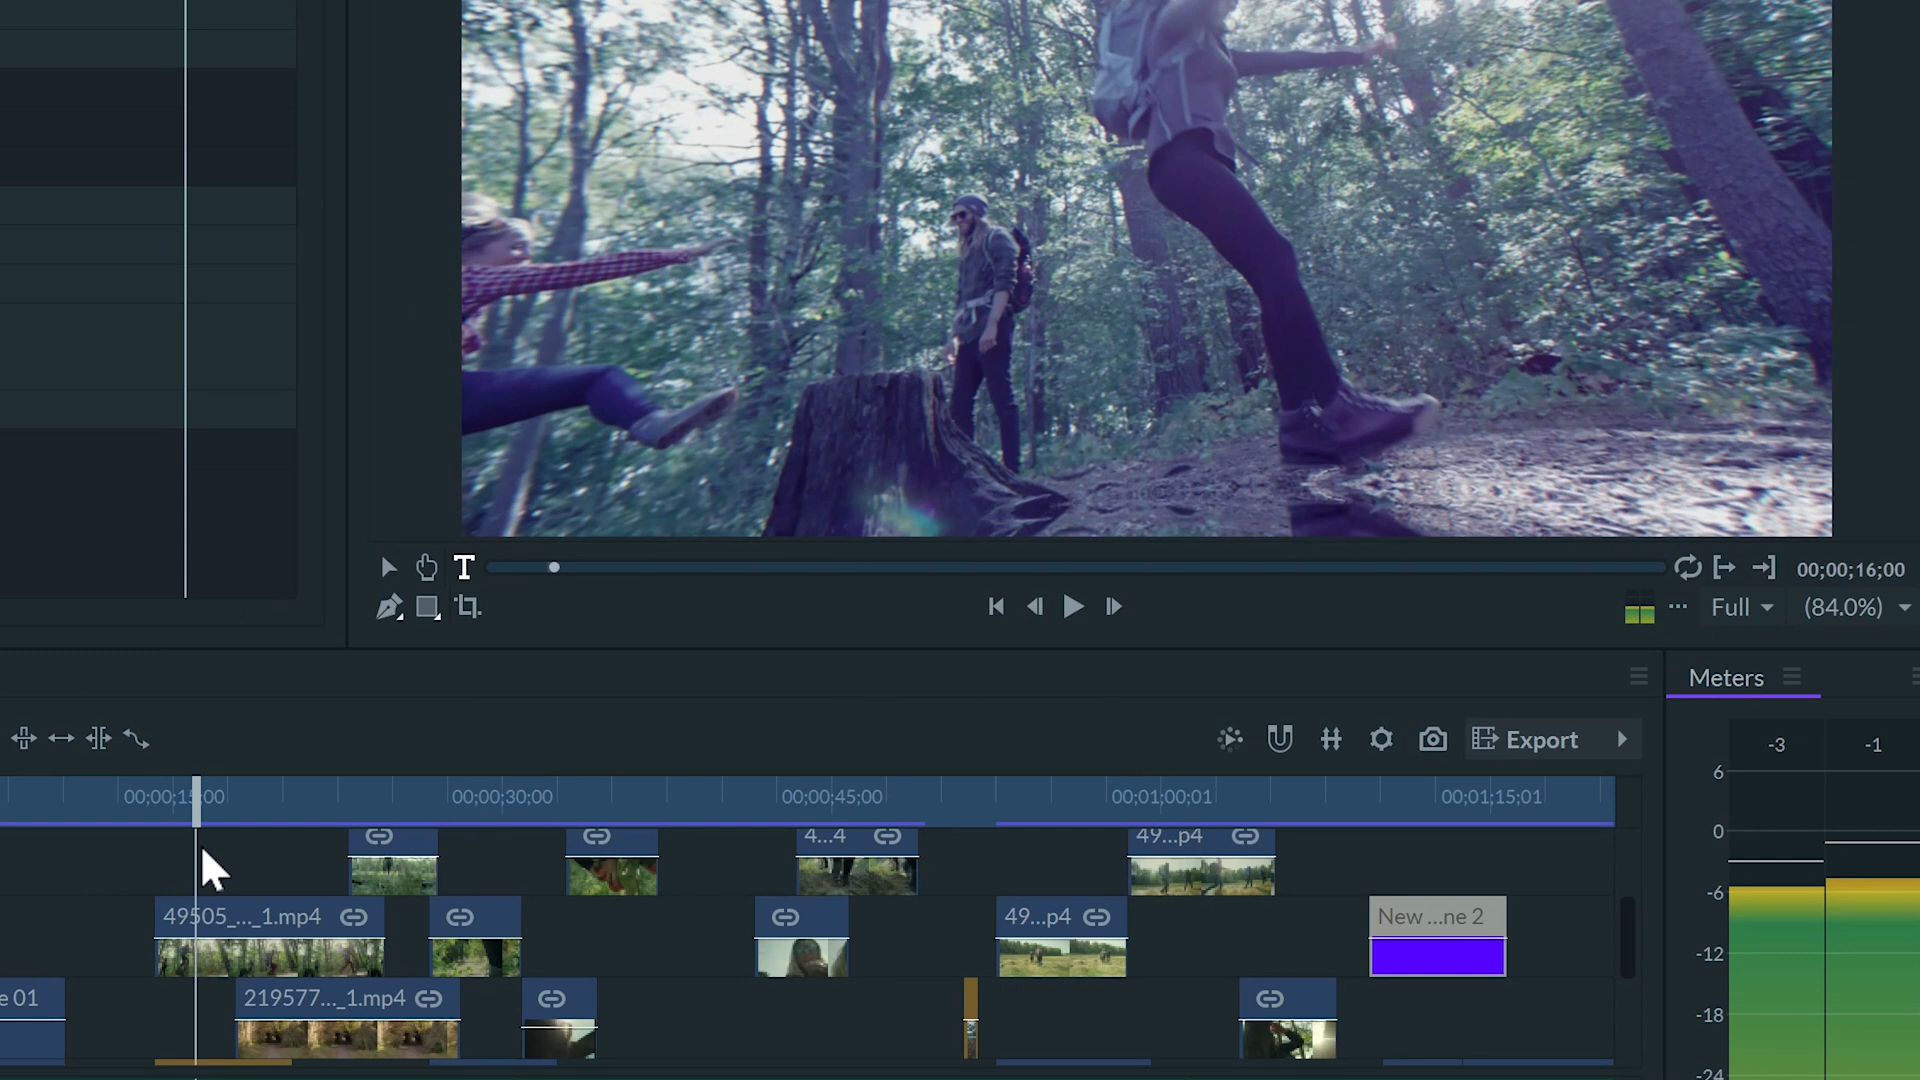 T
00;00;16;00
Full
(84.0%)
Meters
Export
-3
-1
00;00;15;00
00;00;30;00
00;00;45;00
00;01;00;01
00;01;15;01
6
0
-6
-12
-18
-24
4...4
49...p4
49505_..._1.mp4
49...p4
New ...ne 2
e 01
219577..._1.mp4